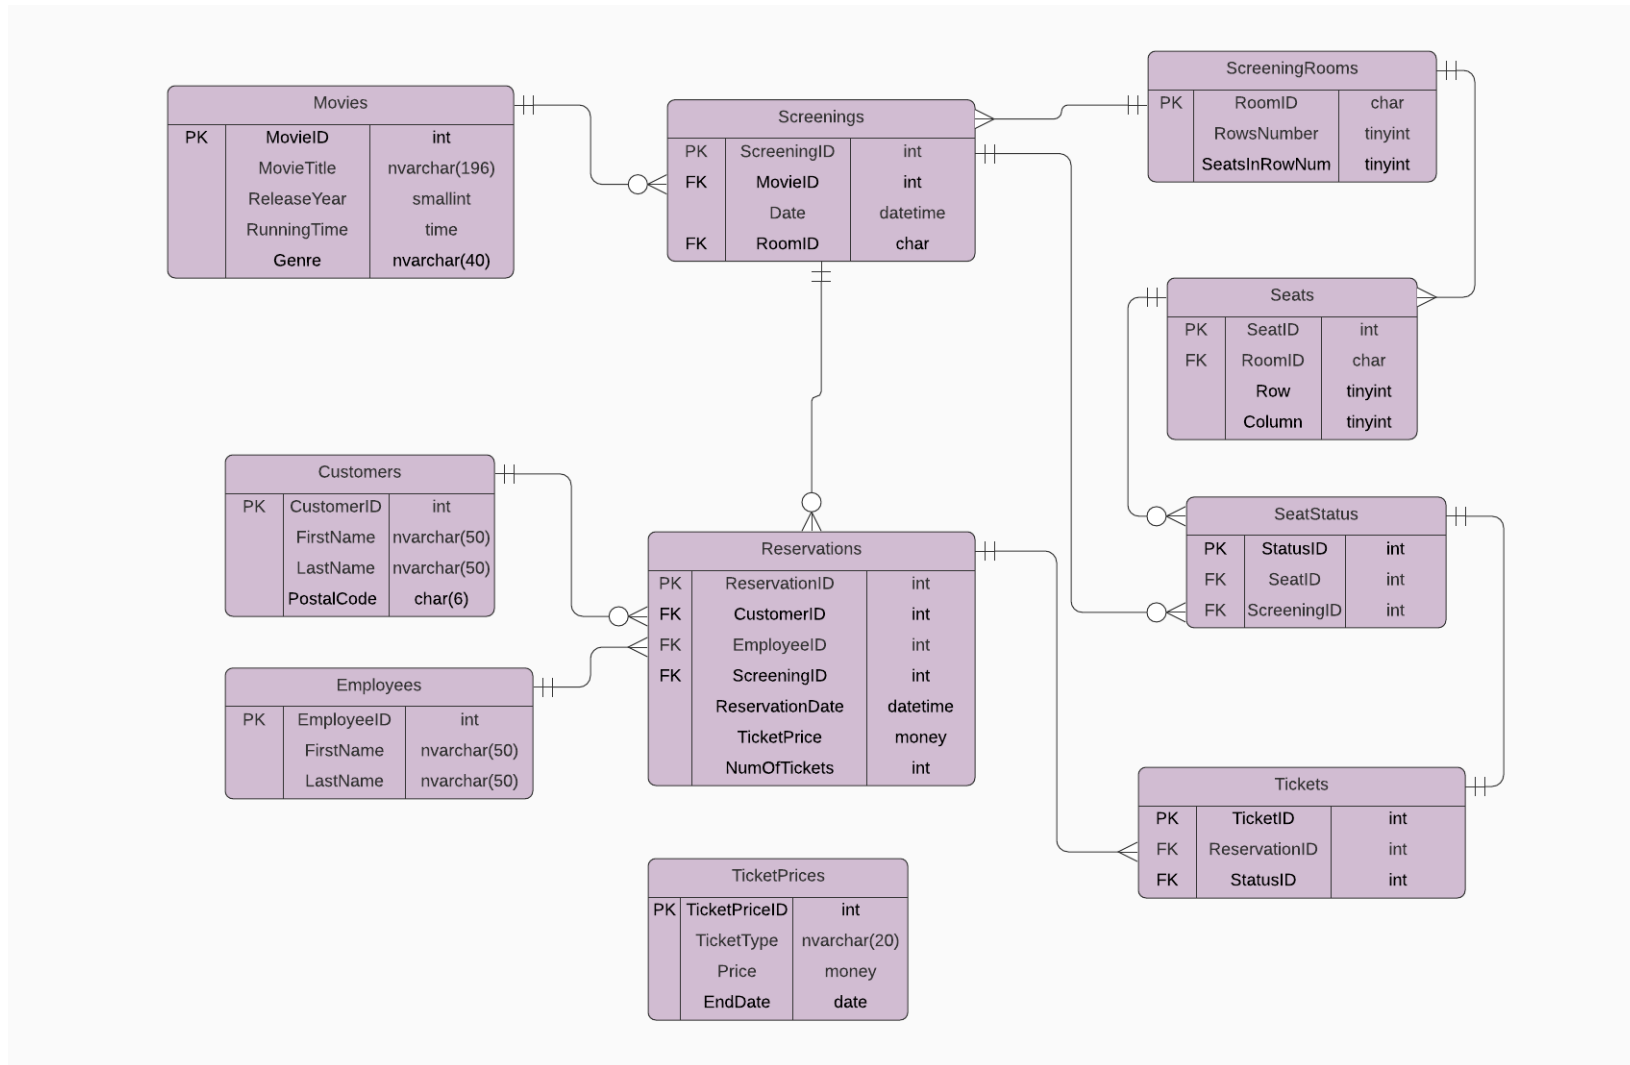 Movies
PK MovieID int
MovieTitle nvarchar(196)
ReleaseYear smallint
RunningTime time
Genre nvarchar(40)
Screenings
PK ScreeningID int
FK MovieID int
Date datetime
FK RoomID char
ScreeningRooms
PK RoomID char
RowsNumber tinyint
SeatsInRowNum tinyint
Seats
PK SeatID int
FK RoomID char
Row tinyint
Column tinyint
Customers
PK CustomerID int
FirstName nvarchar(50)
LastName nvarchar(50)
PostalCode char(6)
Reservations
PK ReservationID int
FK CustomerID int
FK EmployeeID int
FK ScreeningID int
ReservationDate datetime
TicketPrice money
NumOfTickets int
SeatStatus
PK StatusID int
FK SeatID int
FK ScreeningID int
Employees
PK EmployeeID int
FirstName nvarchar(50)
LastName nvarchar(50)
Tickets
PK TicketID int
FK ReservationID int
FK StatusID int
TicketPrices
PK TicketPriceID int
TicketType nvarchar(20)
Price money
EndDate date